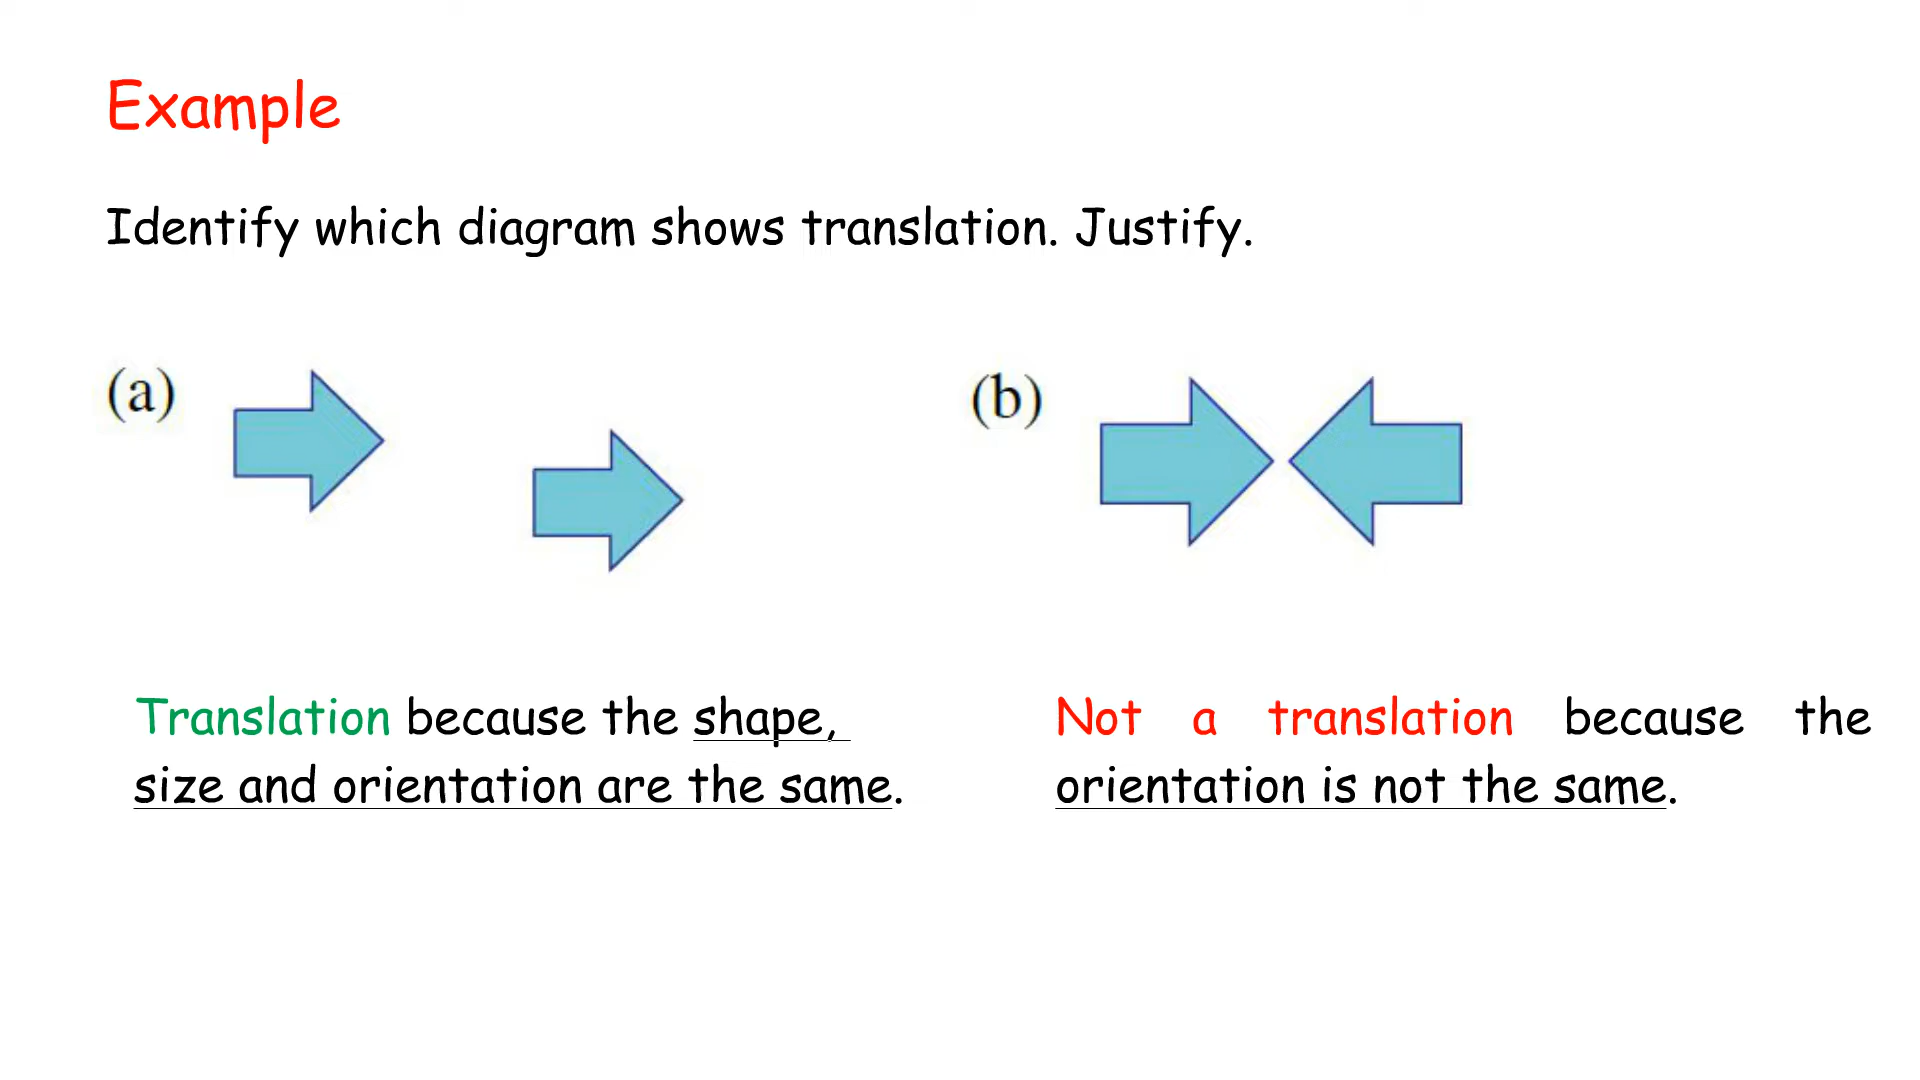 Example
Identify which diagram shows translation. Justify.
(a)
(b)
Translation because the shape,
size and orientation are the same.
Not a translation because the
orientation is not the same.